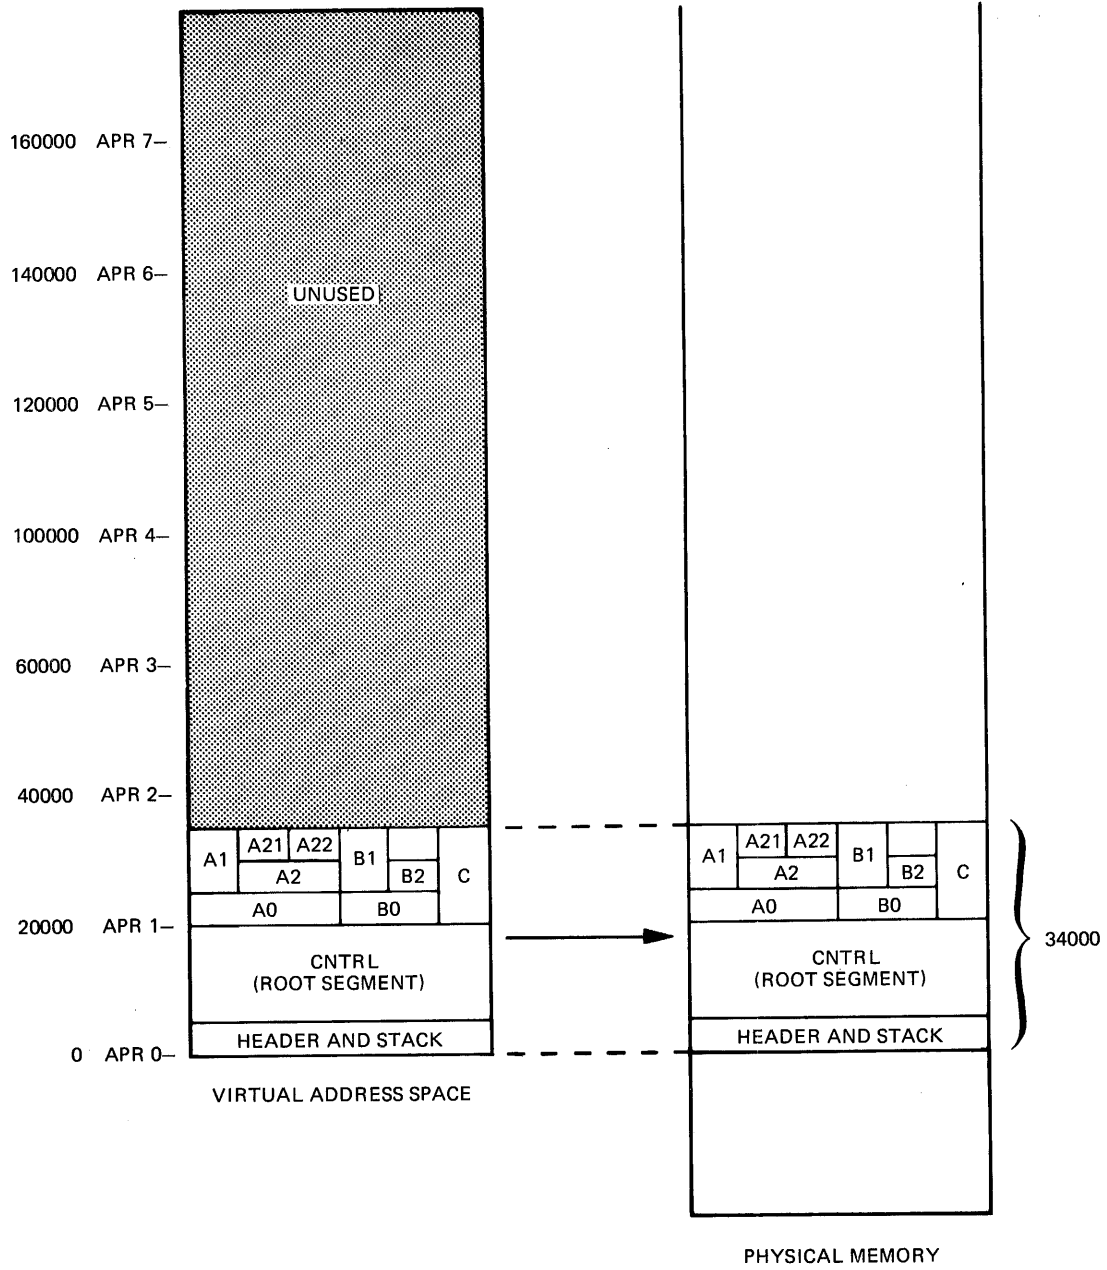 160000 APR 7–
140000 APR 6–
UNUSED
120000 APR 5–
100000 APR 4–
60000 APR 3–
40000 APR 2–
A1 A21 A22 B1 A2 B2 C
A0 B0
20000 APR 1–
CNTRL
(ROOT SEGMENT)
HEADER AND STACK
0 APR 0–
VIRTUAL ADDRESS SPACE
A1 A21 A22 B1 A2 B2 C
A0 B0
CNTRL
(ROOT SEGMENT)
HEADER AND STACK
34000
PHYSICAL MEMORY